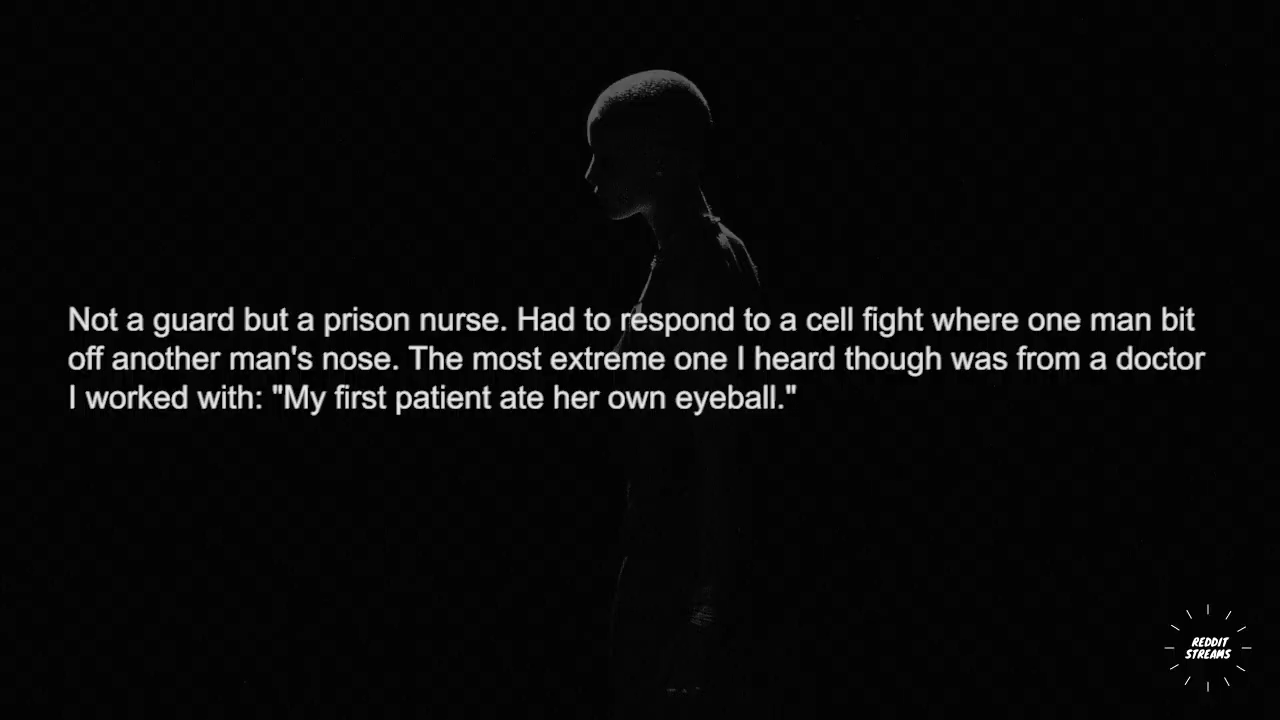 Not a guard but a prison nurse. Had to respond to a cell fight where one man bit
off another man's nose. The most extreme one I heard though was from a doctor
I worked with: "My first patient ate her own eyeball."
REDDIT
STREAMS